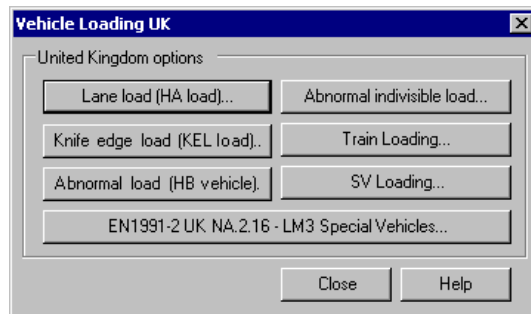 Vehicle Loading UK
United Kingdom options
Lane load (HA load)...
Abnormal indivisible load...
Knife edge load (KEL load)..
Train Loading...
Abnormal load (HB vehicle).
SV Loading...
EN1991-2 UK NA.2.16 - LM3 Special Vehicles...
Close
Help